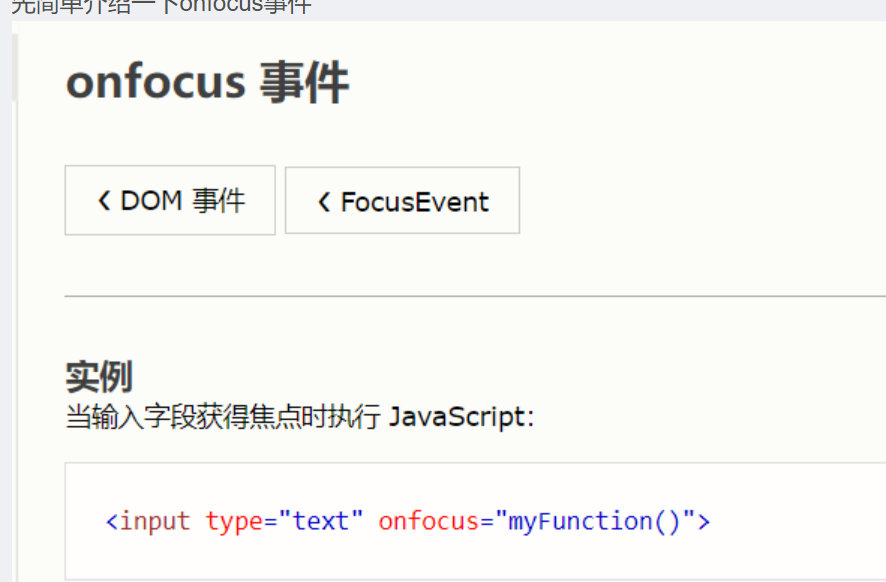 先简单介绍一下onfocus事件
onfocus 事件
‹ DOM 事件 ‹ FocusEvent
实例
当输入字段获得焦点时执行 JavaScript：
<input type="text" onfocus="myFunction()">